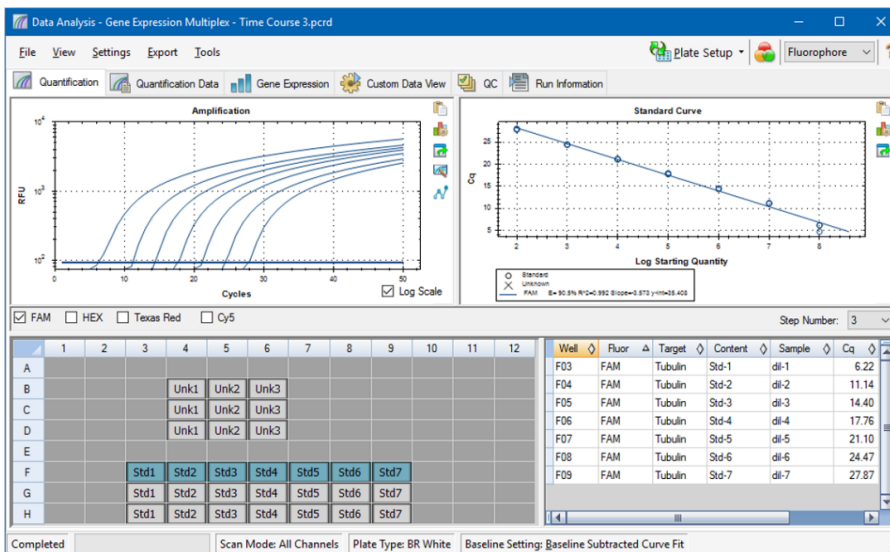 Data Analysis - Gene Expression Multiplex - Time Course 3.pcrd
File View Settings Export Tools Plate Setup Fluorophore
Quantification Quantification Data Gene Expression Custom Data View QC Run Information
Amplification
10^4
10^3
10^2
RFU
0 10 20 30 40 50
Cycles
Log Scale
Standard Curve
25
20
15
10
5
Cq
2 3 4 5 6 7 8
Log Starting Quantity
Standard
Unknown
FAM E= 90.5% R^2=0.992 Slope=-3.573 y-int=35.403
FAM HEX Texas Red Cy5 Step Number: 3
1 2 3 4 5 6 7 8 9 10 11 12
A
B Unk1 Unk2 Unk3
C Unk1 Unk2 Unk3
D Unk1 Unk2 Unk3
E
F Std1 Std2 Std3 Std4 Std5 Std6 Std7
G Std1 Std2 Std3 Std4 Std5 Std6 Std7
H Std1 Std2 Std3 Std4 Std5 Std6 Std7
Well Fluor Target Content Sample Cq
F03 FAM Tubulin Std-1 dil-1 6.22
F04 FAM Tubulin Std-2 dil-2 11.14
F05 FAM Tubulin Std-3 dil-3 14.40
F06 FAM Tubulin Std-4 dil-4 17.76
F07 FAM Tubulin Std-5 dil-5 21.10
F08 FAM Tubulin Std-6 dil-6 24.47
F09 FAM Tubulin Std-7 dil-7 27.87
Completed Scan Mode: All Channels Plate Type: BR White Baseline Setting: Baseline Subtracted Curve Fit